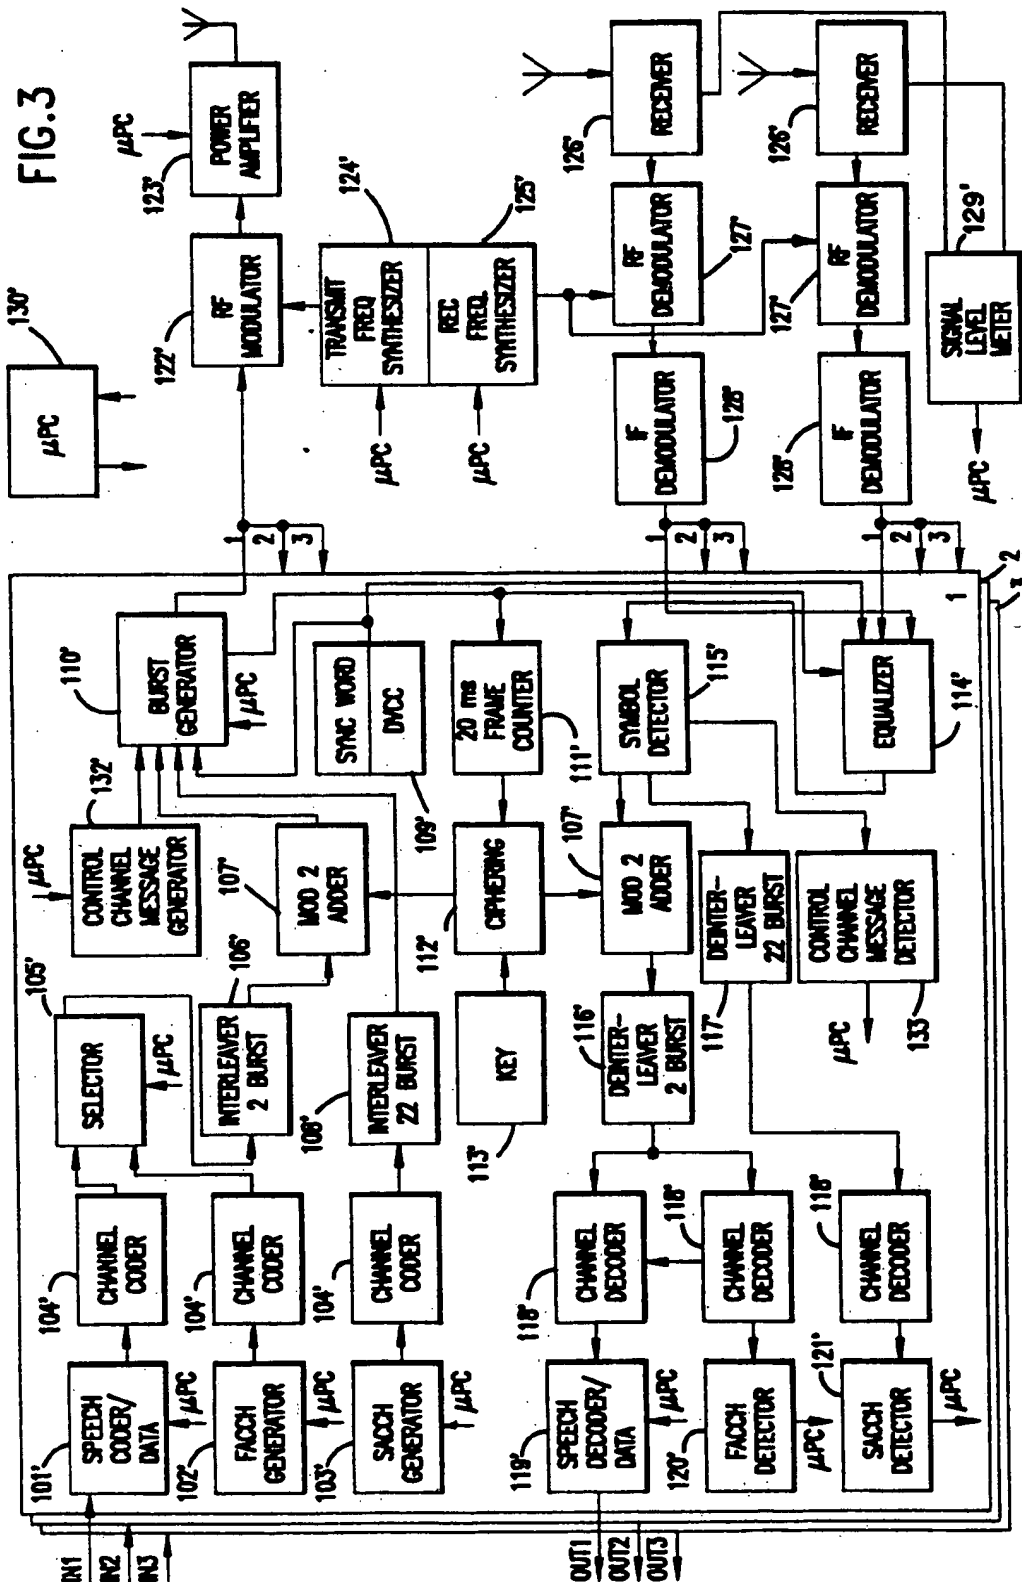 FIG.3
IN1
IN2
IN3
101'
SPEECH
CODER/
DATA
µPC
104'
CHANNEL
CODER
105'
SELECTOR
µPC
µPC
132'
CONTROL
CHANNEL
MESSAGE
GENERATOR
110'
BURST
GENERATOR
µPC
102'
FACCH
GENERATOR
µPC
104'
CHANNEL
CODER
106'
INTERLEAVER
2 BURST
107'
MOD 2
ADDER
103'
SACCH
GENERATOR
µPC
104'
CHANNEL
CODER
108'
INTERLEAVER
22 BURST
109'
SYNC WORD
DVCC
113'
KEY
112'
CIPHERING
111'
20 ms
FRAME
COUNTER
OUT1
OUT2
OUT3
119'
SPEECH
DECODER/
DATA
µPC
118'
CHANNEL
DECODER
116'
DEINTER-
LEAVER
2 BURST
107'
MOD 2
ADDER
115'
SYMBOL
DETECTOR
120'
FACCH
DETECTOR
µPC
118'
CHANNEL
DECODER
117'
DEINTER-
LEAVER
22 BURST
121'
SACCH
DETECTOR
µPC
118'
CHANNEL
DECODER
133
CONTROL
CHANNEL
MESSAGE
DETECTOR
µPC
114'
EQUALIZER
1
2
3
130'
µPC
1
2
3
122'
RF
MODULATOR
123'
POWER
AMPLIFIER
µPC
124'
TRANSMIT
FREQ
SYNTHESIZER
µPC
125'
REC
FREQ.
SYNTHESIZER
µPC
1
2
3
128'
IF
DEMODULATOR
127'
RF
DEMODULATOR
126'
RECEIVER
1
2
3
128'
IF
DEMODULATOR
127'
RF
DEMODULATOR
126'
RECEIVER
129'
SIGNAL
LEVEL
METER
µPC